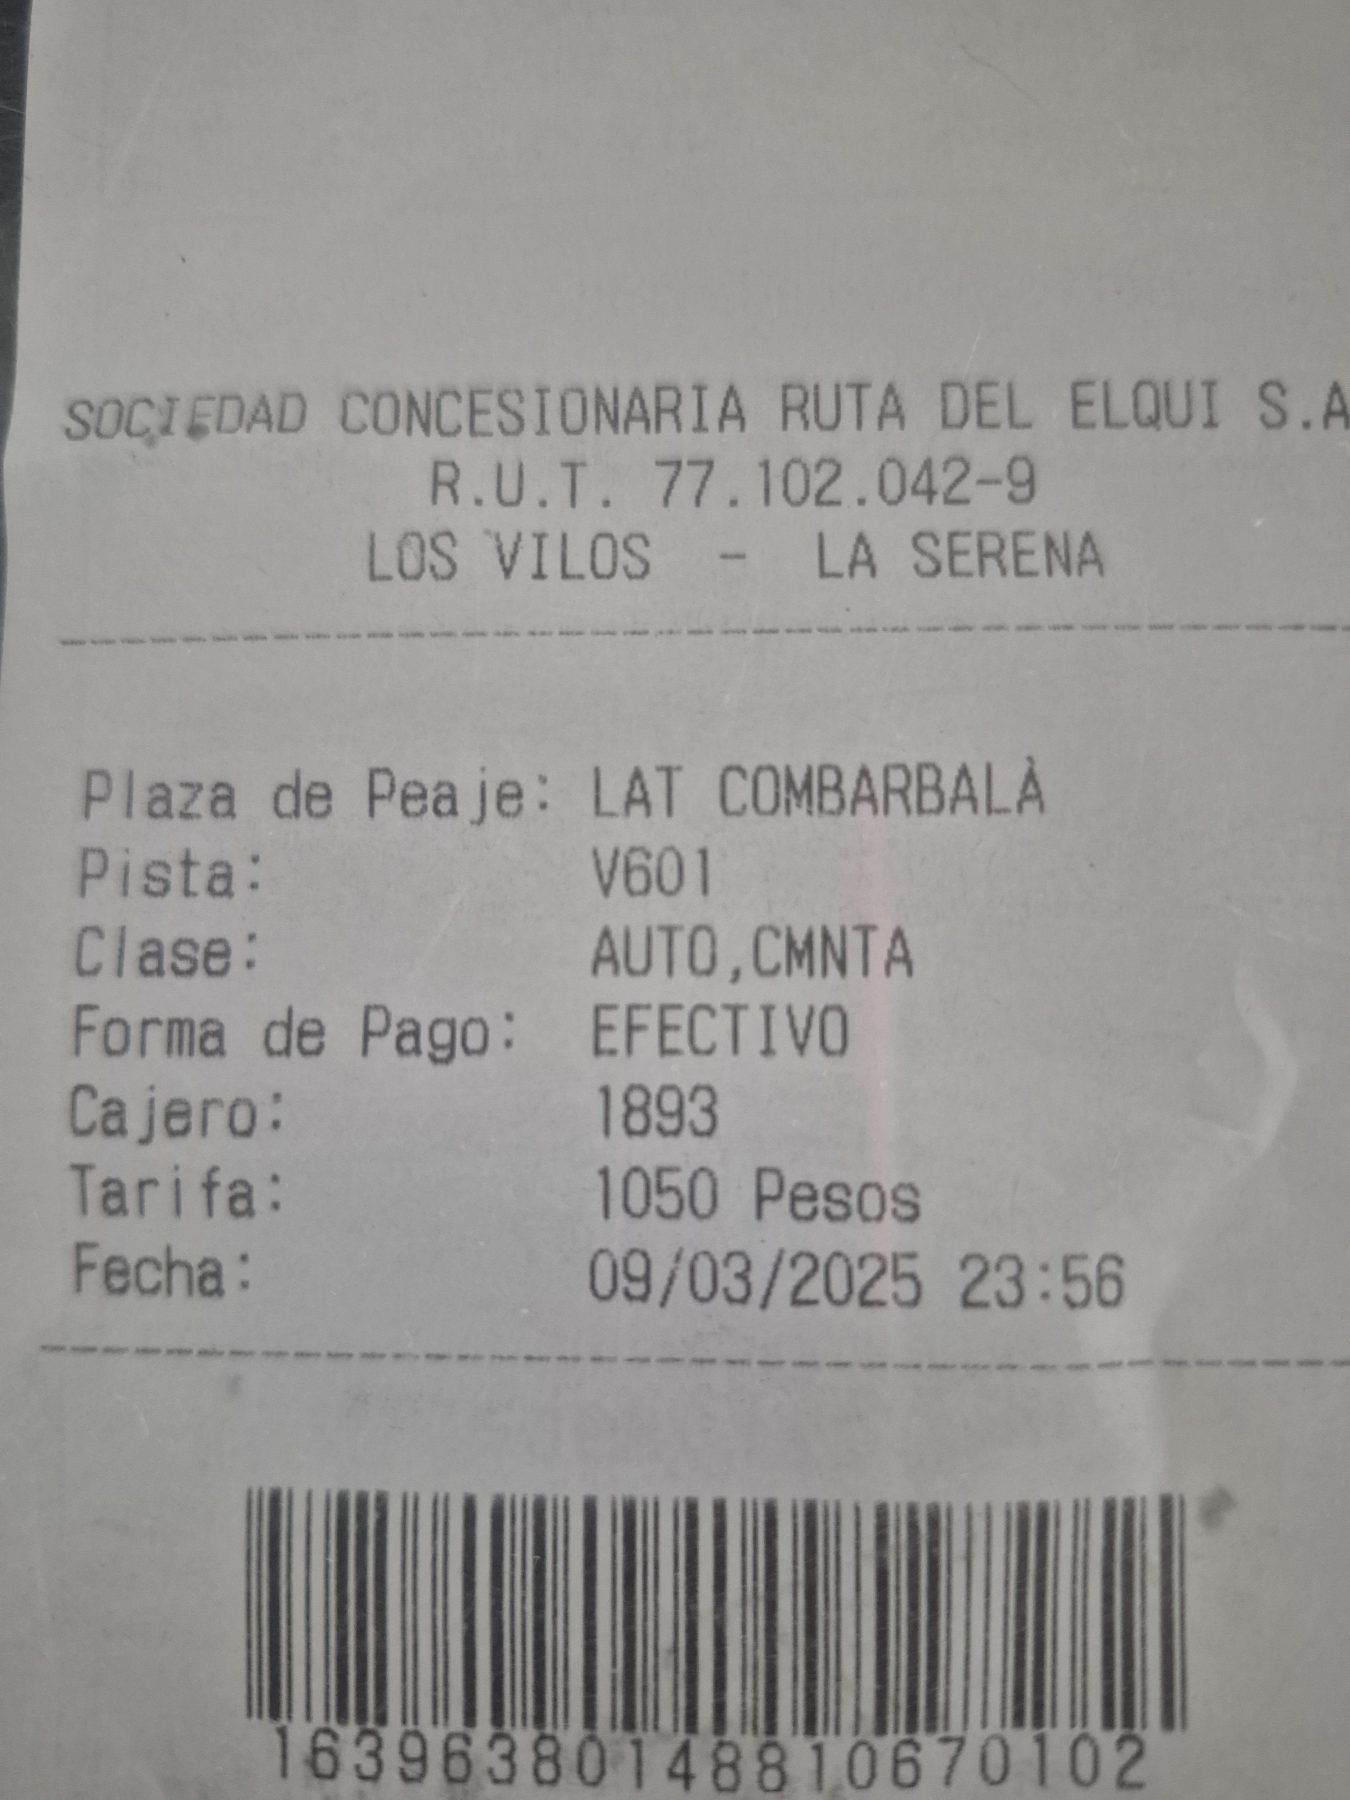 SOCIEDAD CONCESIONARIA RUTA DEL ELQUI S.A
R.U.T. 77.102.042-9
LOS VILOS - LA SERENA
Plaza de Peaje: LAT COMBARBALÀ
Pista: V601
Clase: AUTO,CMNTA
Forma de Pago: EFECTIVO
Cajero: 1893
Tarifa: 1050 Pesos
Fecha: 09/03/2025 23:56
16396380148810670102